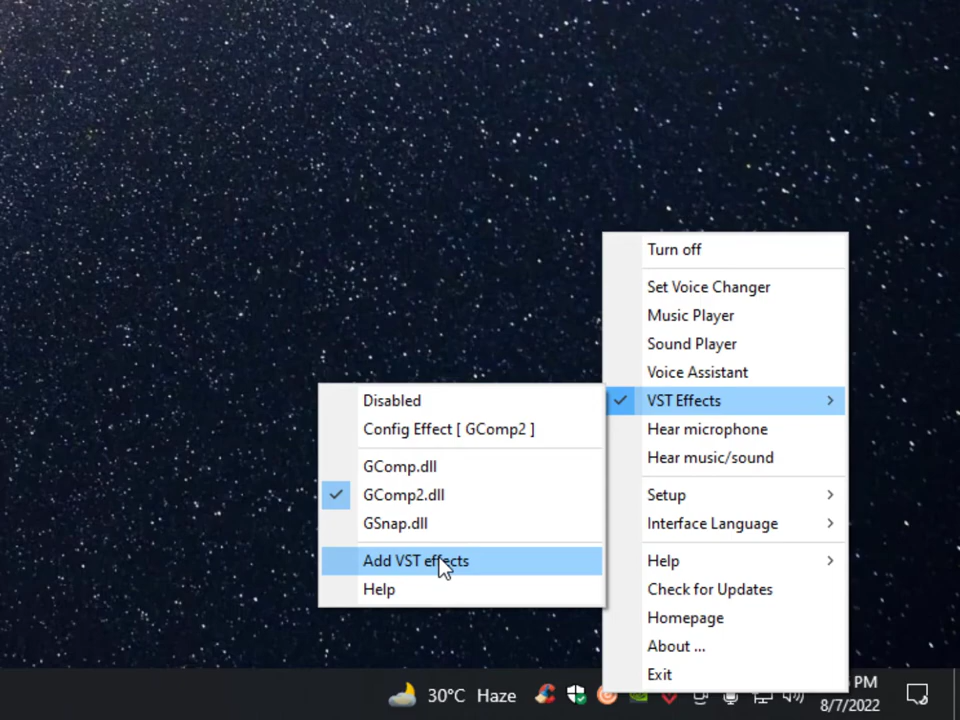 Turn off
Set Voice Changer
Music Player
Sound Player
Voice Assistant
VST Effects
Hear microphone
Hear music/sound
Setup
Interface Language
Help
Check for Updates
Homepage
About ...
Exit
Disabled
Config Effect [ GComp2 ]
GComp.dll
GComp2.dll
GSnap.dll
Add VST effects
Help
30°C Haze
PM
8/7/2022